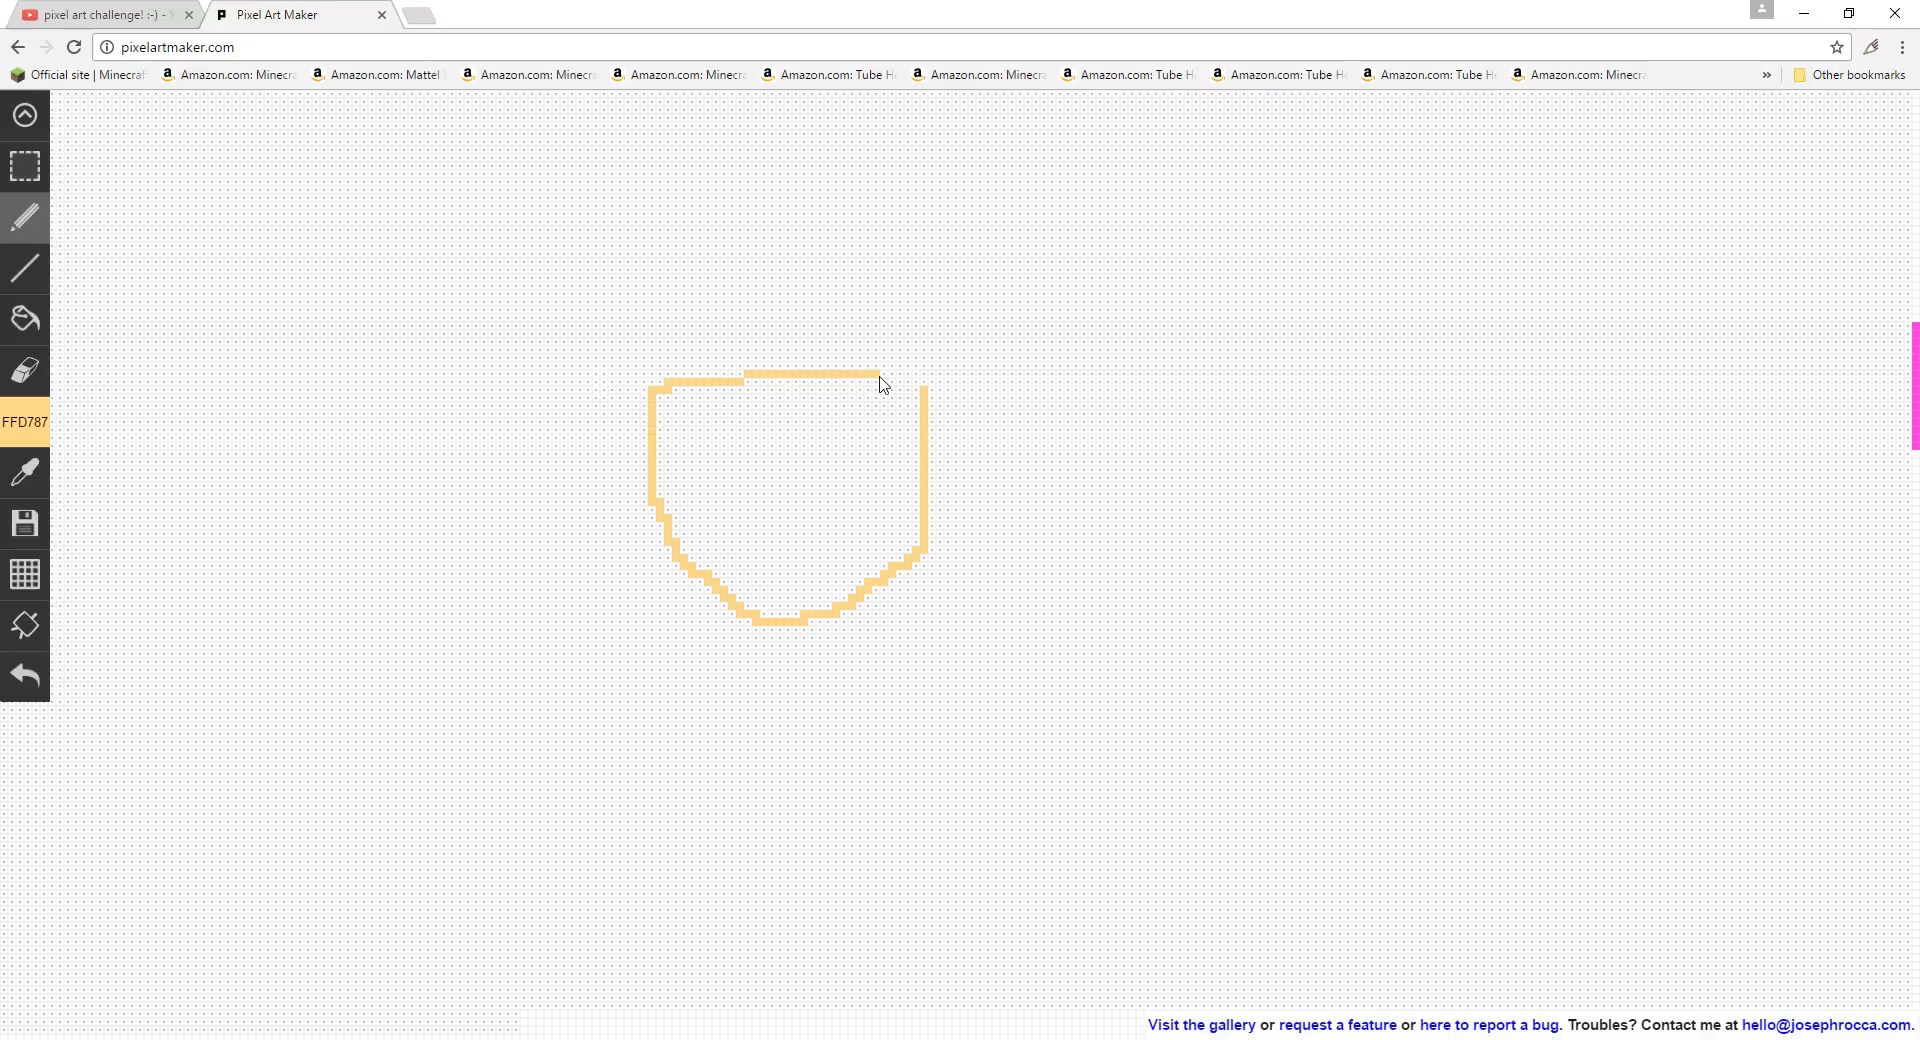 pixel art challenge! :-) - Y
Pixel Art Maker
pixelartmaker.com
Official site | Minecraf
Amazon.com: Minecra
Amazon.com: Mattel
Amazon.com: Minecra
Amazon.com: Minecra
Amazon.com: Tube H
Amazon.com: Minecra
Amazon.com: Tube H
Amazon.com: Tube H
Amazon.com: Tube H
Amazon.com: Minecra
» Other bookmarks
FFD787
Visit the gallery or request a feature or here to report a bug. Troubles? Contact me at hello@josephrocca.com.